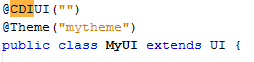 @CDIUI("")
@Theme("mytheme")
public class MyUI extends UI {